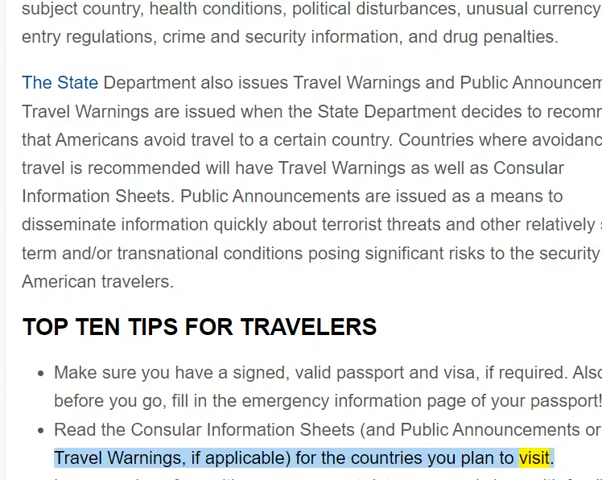 subject country, health conditions, political disturbances, unusual currency
entry regulations, crime and security information, and drug penalties.
The State Department also issues Travel Warnings and Public Announcem
Travel Warnings are issued when the State Department decides to recomm
that Americans avoid travel to a certain country. Countries where avoidanc
travel is recommended will have Travel Warnings as well as Consular
Information Sheets. Public Announcements are issued as a means to
disseminate information quickly about terrorist threats and other relatively
term and/or transnational conditions posing significant risks to the security
American travelers.
TOP TEN TIPS FOR TRAVELERS
• Make sure you have a signed, valid passport and visa, if required. Also
before you go, fill in the emergency information page of your passport!
• Read the Consular Information Sheets (and Public Announcements or
Travel Warnings, if applicable) for the countries you plan to visit.